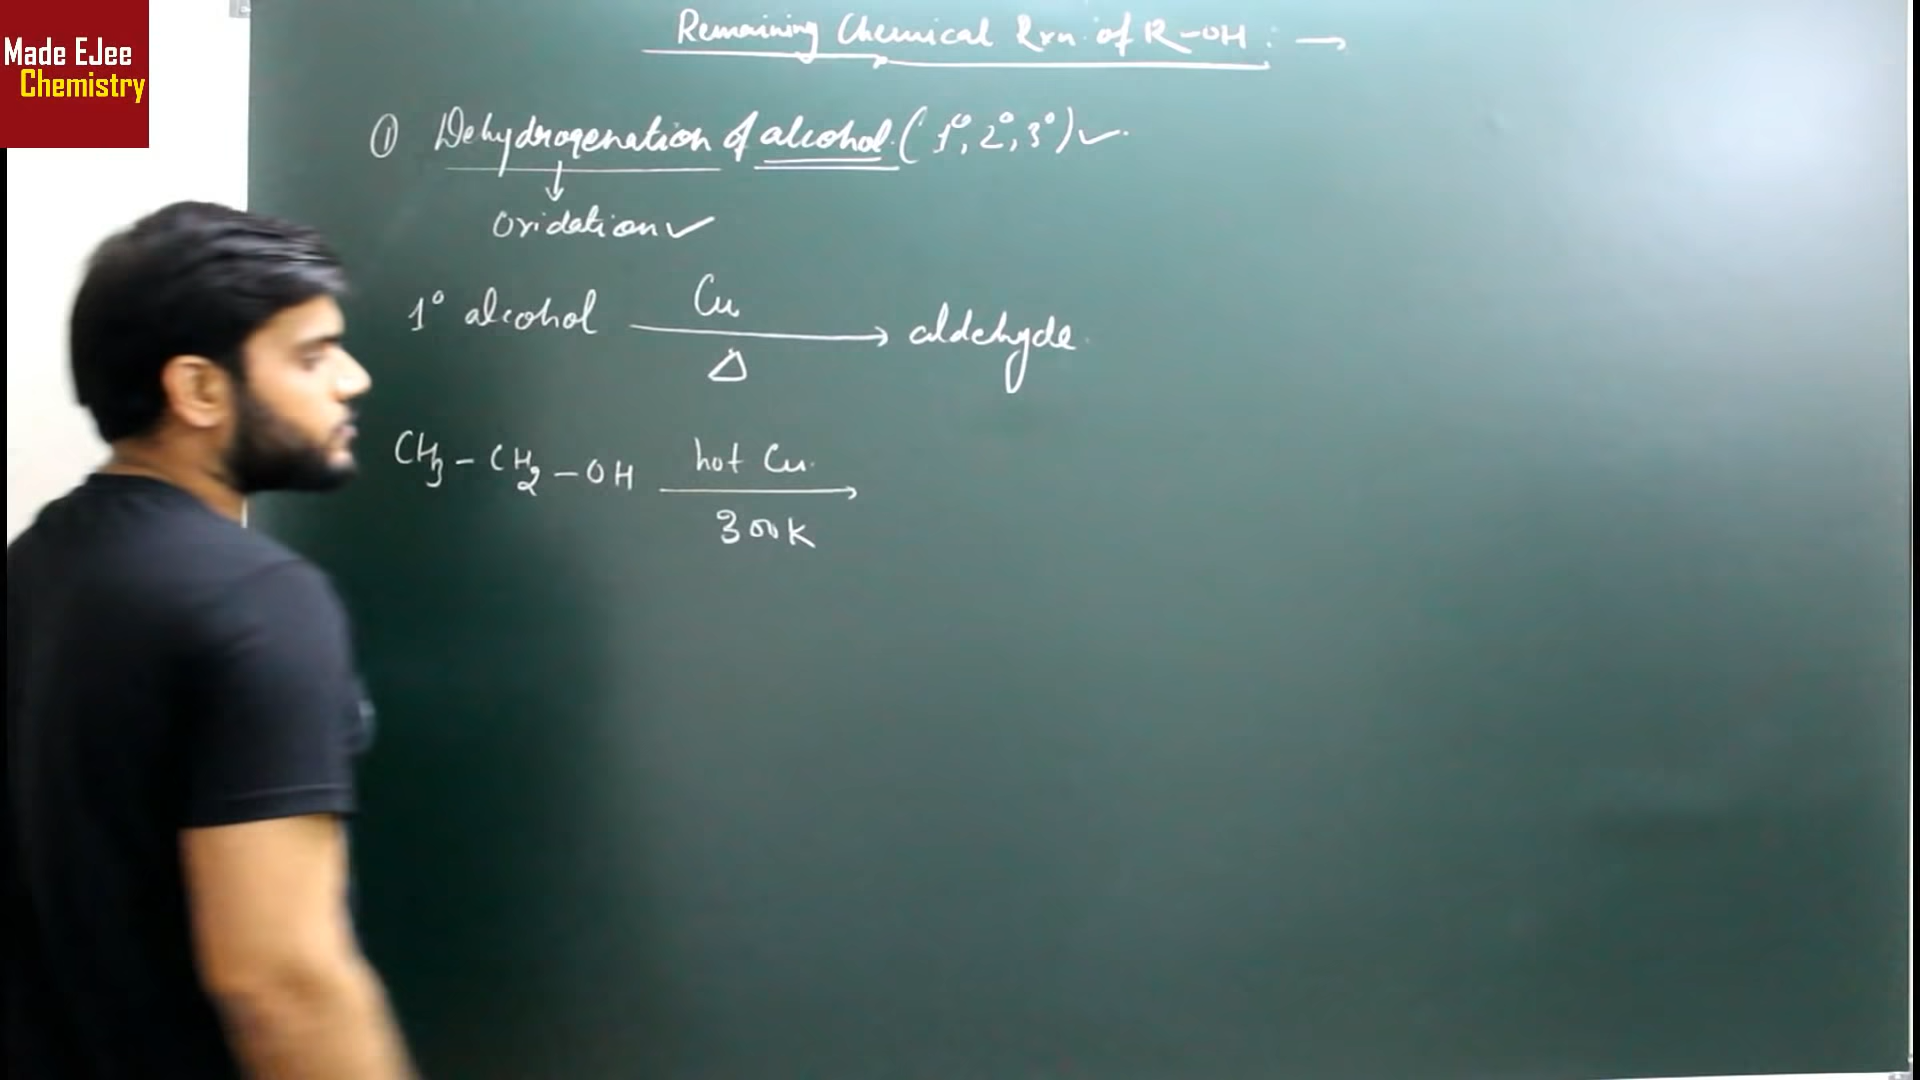 Made EJee
Chemistry
Remaining Chemical Rxn. of R-OH : →
① Dehydrogenation of alcohol (1°, 2°, 3°) ✓
↓
Oxidation ✓
1° alcohol Cu → aldehyde
Δ
CH3 - CH2 - OH hot Cu →
300K